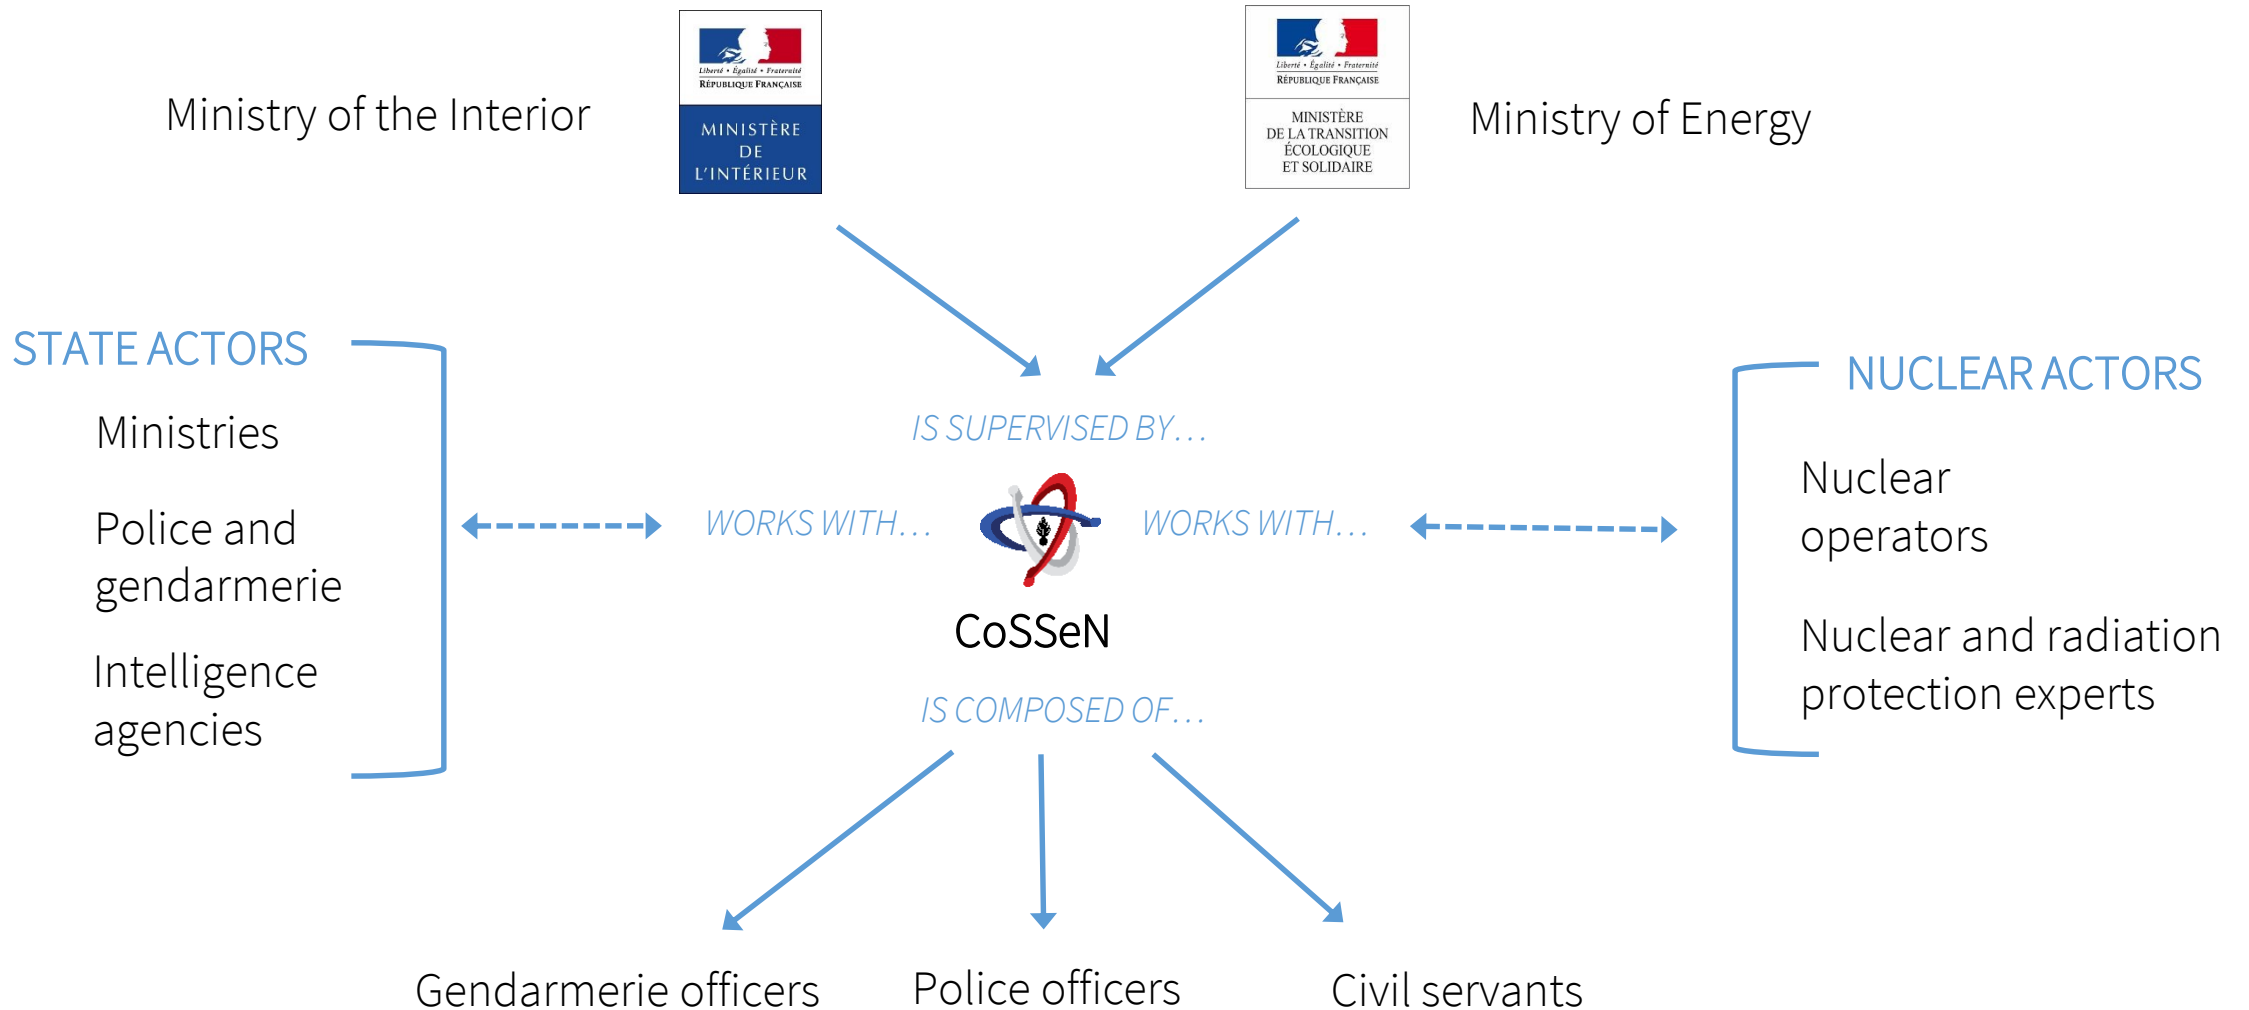 Ministry of the Interior
Liberté • Égalité • Fraternité
RÉPUBLIQUE FRANÇAISE
MINISTÈRE
DE
L'INTÉRIEUR
Liberté • Égalité • Fraternité
RÉPUBLIQUE FRANÇAISE
MINISTÈRE
DE LA TRANSITION
ÉCOLOGIQUE
ET SOLIDAIRE
Ministry of Energy
STATE ACTORS
Ministries
Police and
gendarmerie
Intelligence
agencies
IS SUPERVISED BY…
WORKS WITH…
WORKS WITH…
CoSSeN
IS COMPOSED OF…
NUCLEAR ACTORS
Nuclear
operators
Nuclear and radiation
protection experts
Gendarmerie officers
Police officers
Civil servants